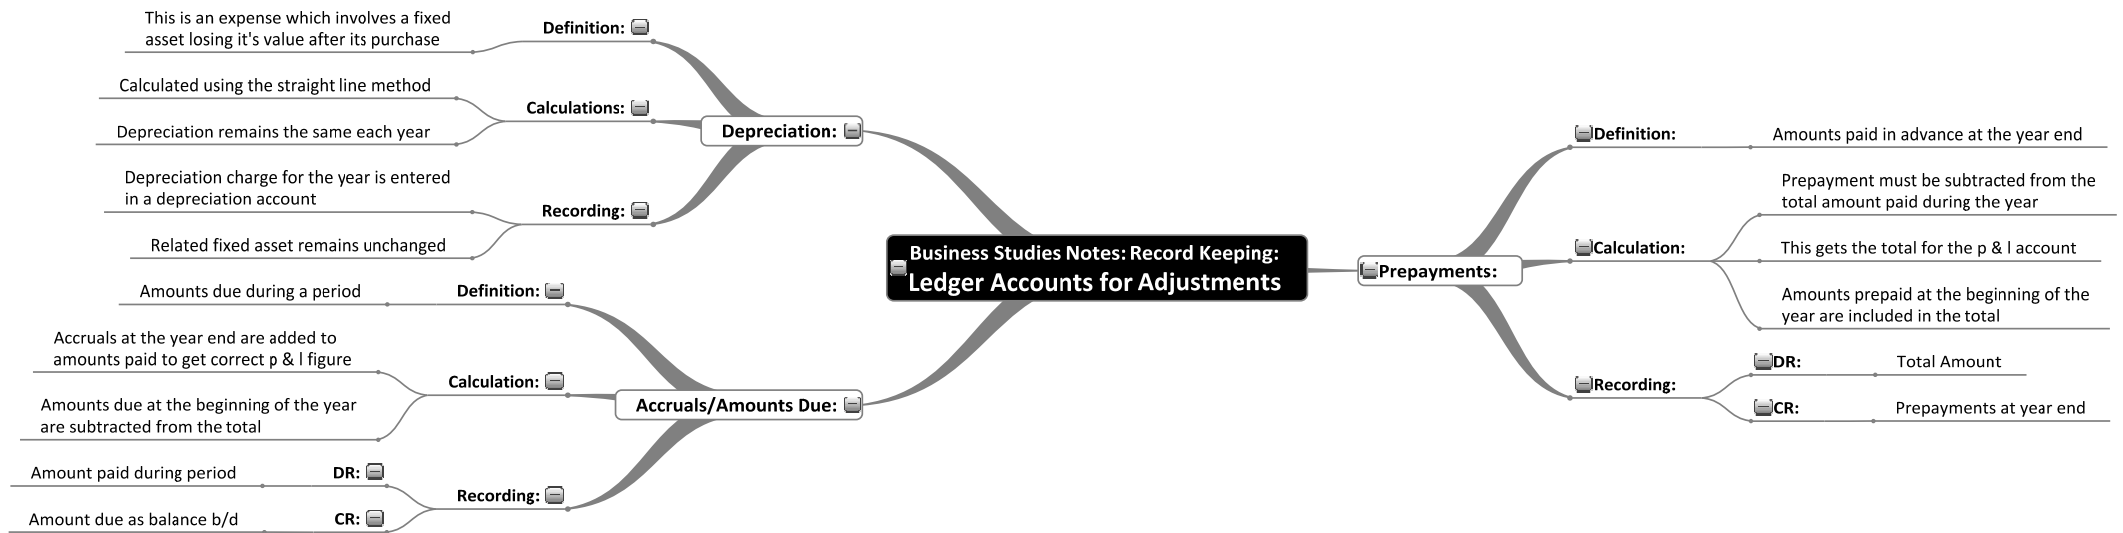 Business Studies Notes: Record Keeping:
Ledger Accounts for Adjustments
Depreciation:
Definition:
This is an expense which involves a fixed
asset losing it's value after its purchase
Calculations:
Calculated using the straight line method
Depreciation remains the same each year
Recording:
Depreciation charge for the year is entered
in a depreciation account
Related fixed asset remains unchanged
Accruals/Amounts Due:
Definition:
Amounts due during a period
Calculation:
Accruals at the year end are added to
amounts paid to get correct p & l figure
Amounts due at the beginning of the year
are subtracted from the total
Recording:
DR:
Amount paid during period
CR:
Amount due as balance b/d
Prepayments:
Definition:
Amounts paid in advance at the year end
Calculation:
Prepayment must be subtracted from the
total amount paid during the year
This gets the total for the p & l account
Amounts prepaid at the beginning of the
year are included in the total
Recording:
DR:
Total Amount
CR:
Prepayments at year end